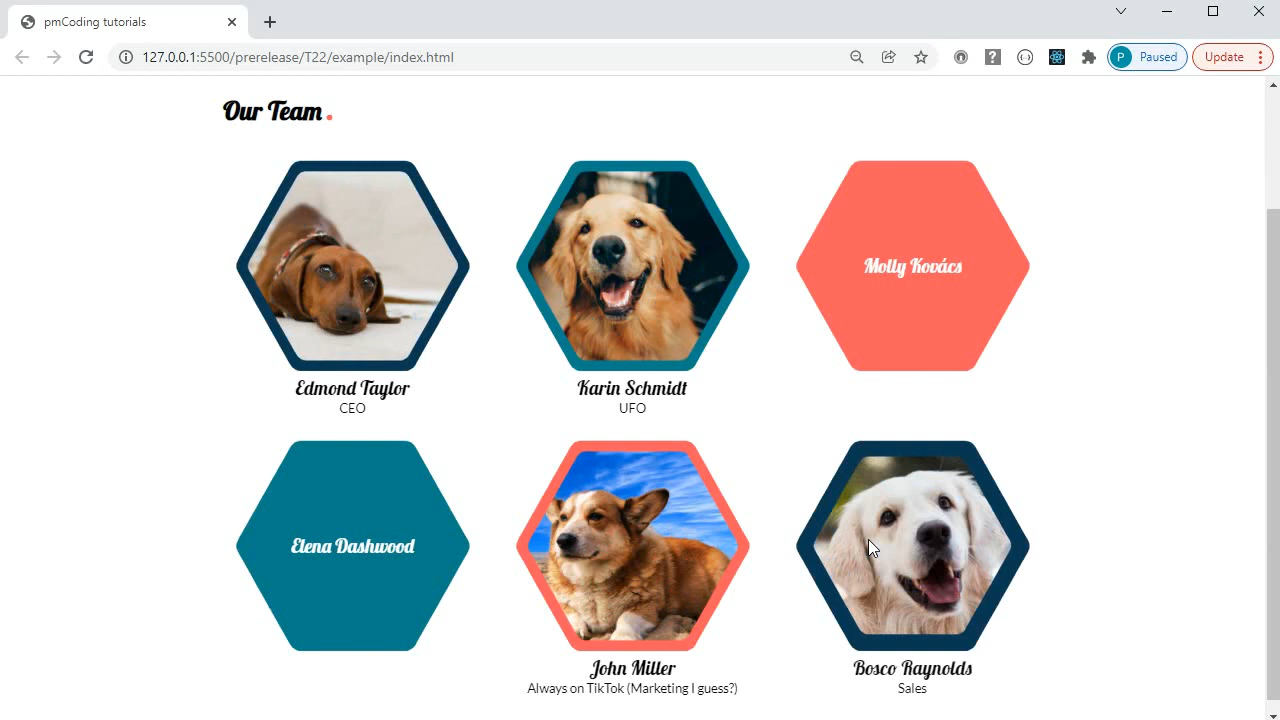 pmCoding tutorials
127.0.0.1:5500/prerelease/T22/example/index.html
P Paused
Update
Our Team .
Molly Kovács
Edmond Taylor
CEO
Karin Schmidt
UFO
Elena Dashwood
John Miller
Always on TikTok (Marketing I guess?)
Bosco Raynolds
Sales